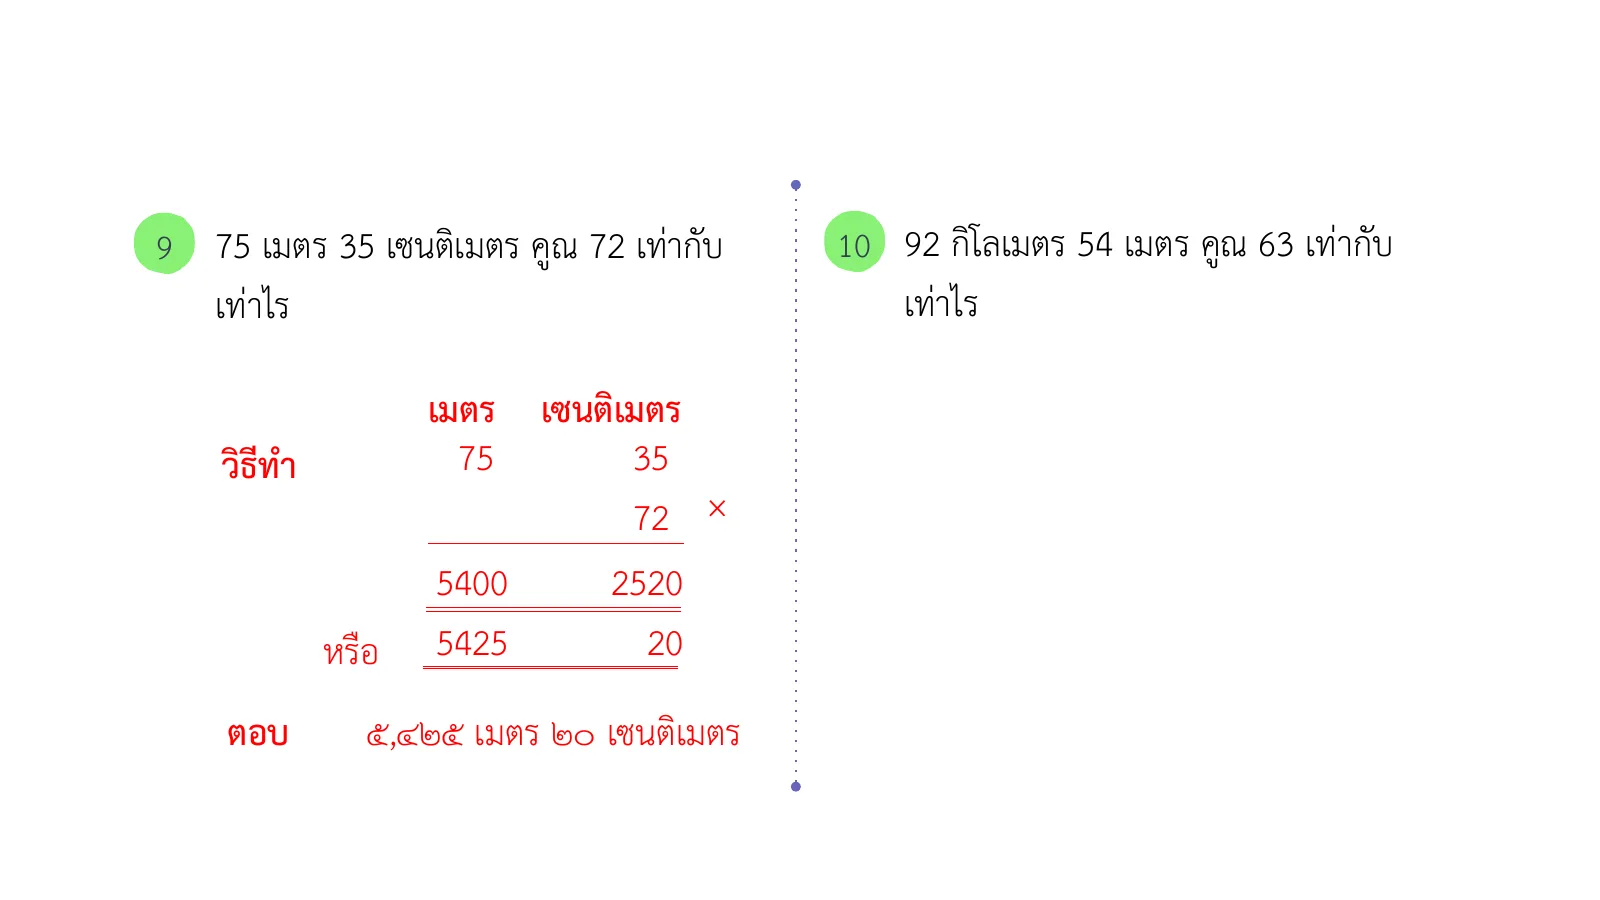 9 75 เมตร 35 เซนติเมตร คูณ 72 เท่ากับ
เท่าไร
เมตร เซนติเมตร
วิธีทำ 75 35
72 ×
5400 2520
หรือ 5425 20
ตอบ ๕,๔๒๕ เมตร ๒๐ เซนติเมตร
10 92 กิโลเมตร 54 เมตร คูณ 63 เท่ากับ
เท่าไร